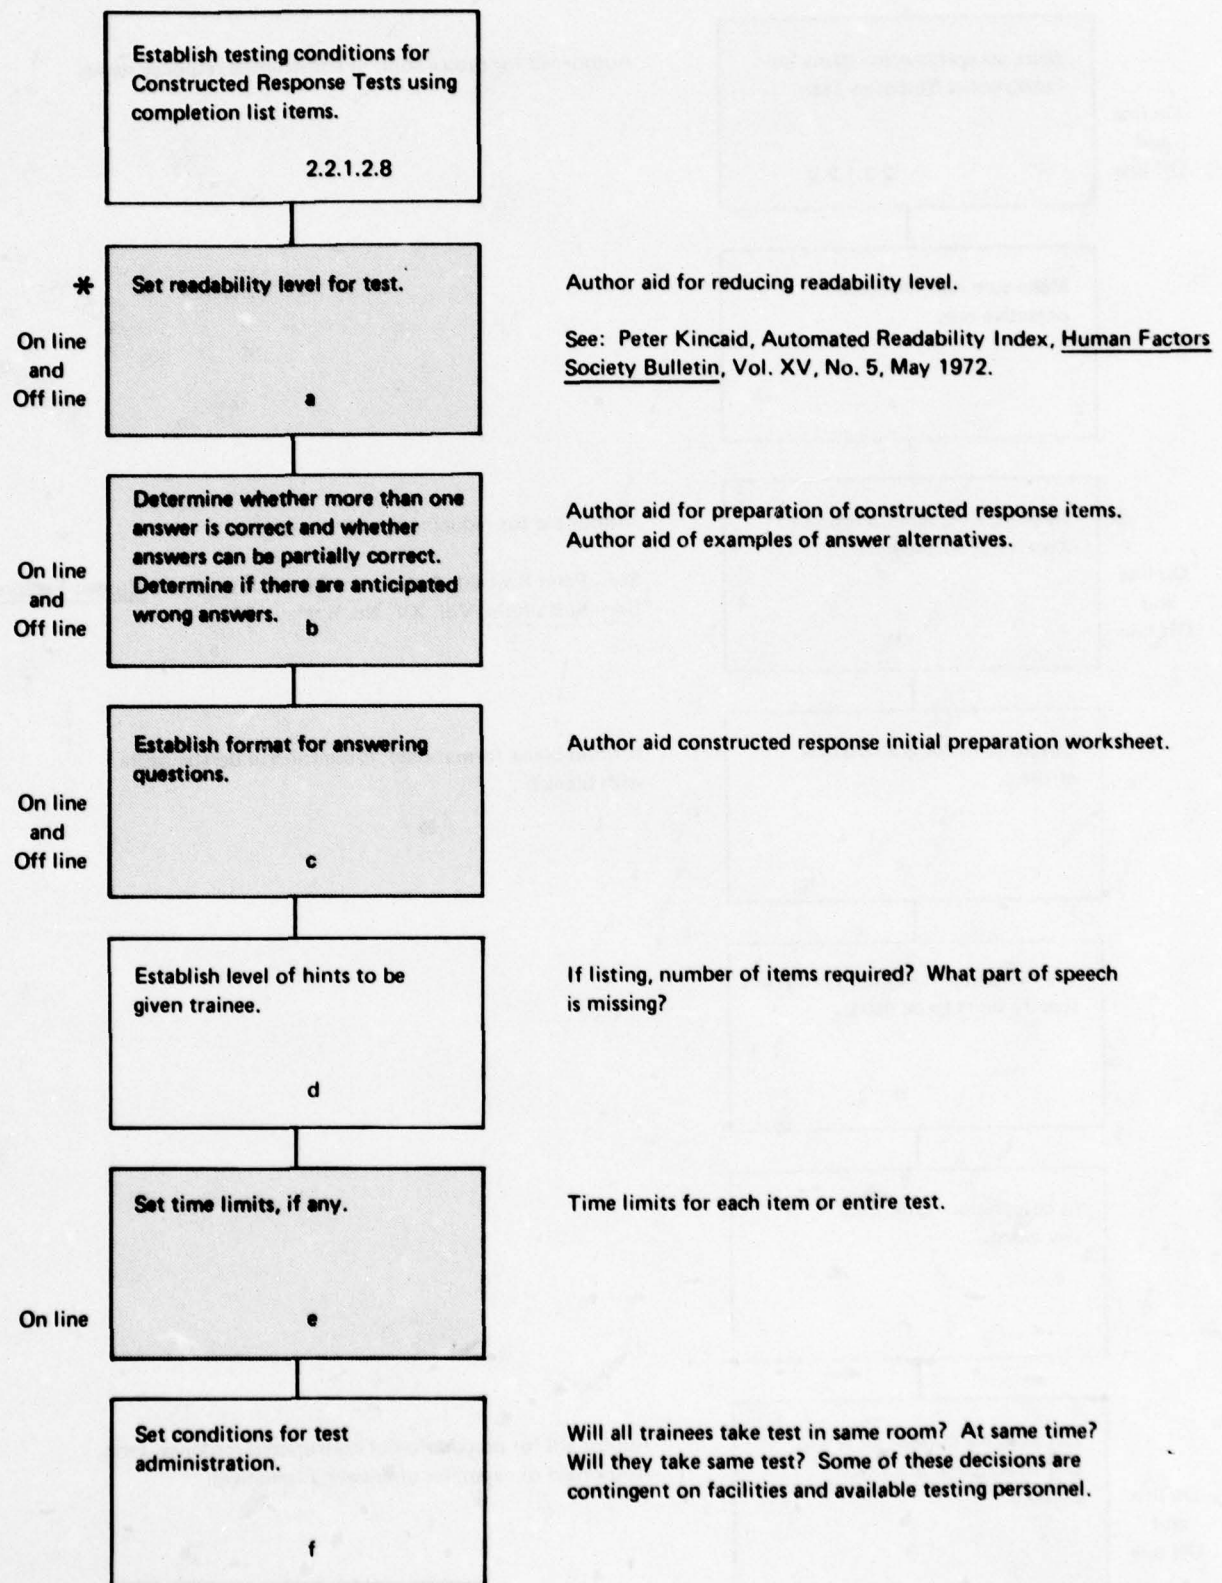 Establish testing conditions for
Constructed Response Tests using
completion list items.
2.2.1.2.8
*
On line
and
Off line
Set readability level for test.
a
Author aid for reducing readability level.
See: Peter Kincaid, Automated Readability Index, Human Factors
Society Bulletin, Vol. XV, No. 5, May 1972.
On line
and
Off line
Determine whether more than one
answer is correct and whether
answers can be partially correct.
Determine if there are anticipated
wrong answers.
b
Author aid for preparation of constructed response items.
Author aid of examples of answer alternatives.
On line
and
Off line
Establish format for answering
questions.
c
Author aid constructed response initial preparation worksheet.
Establish level of hints to be
given trainee.
d
If listing, number of items required? What part of speech
is missing?
On line
Set time limits, if any.
e
Time limits for each item or entire test.
Set conditions for test
administration.
f
Will all trainees take test in same room? At same time?
Will they take same test? Some of these decisions are
contingent on facilities and available testing personnel.